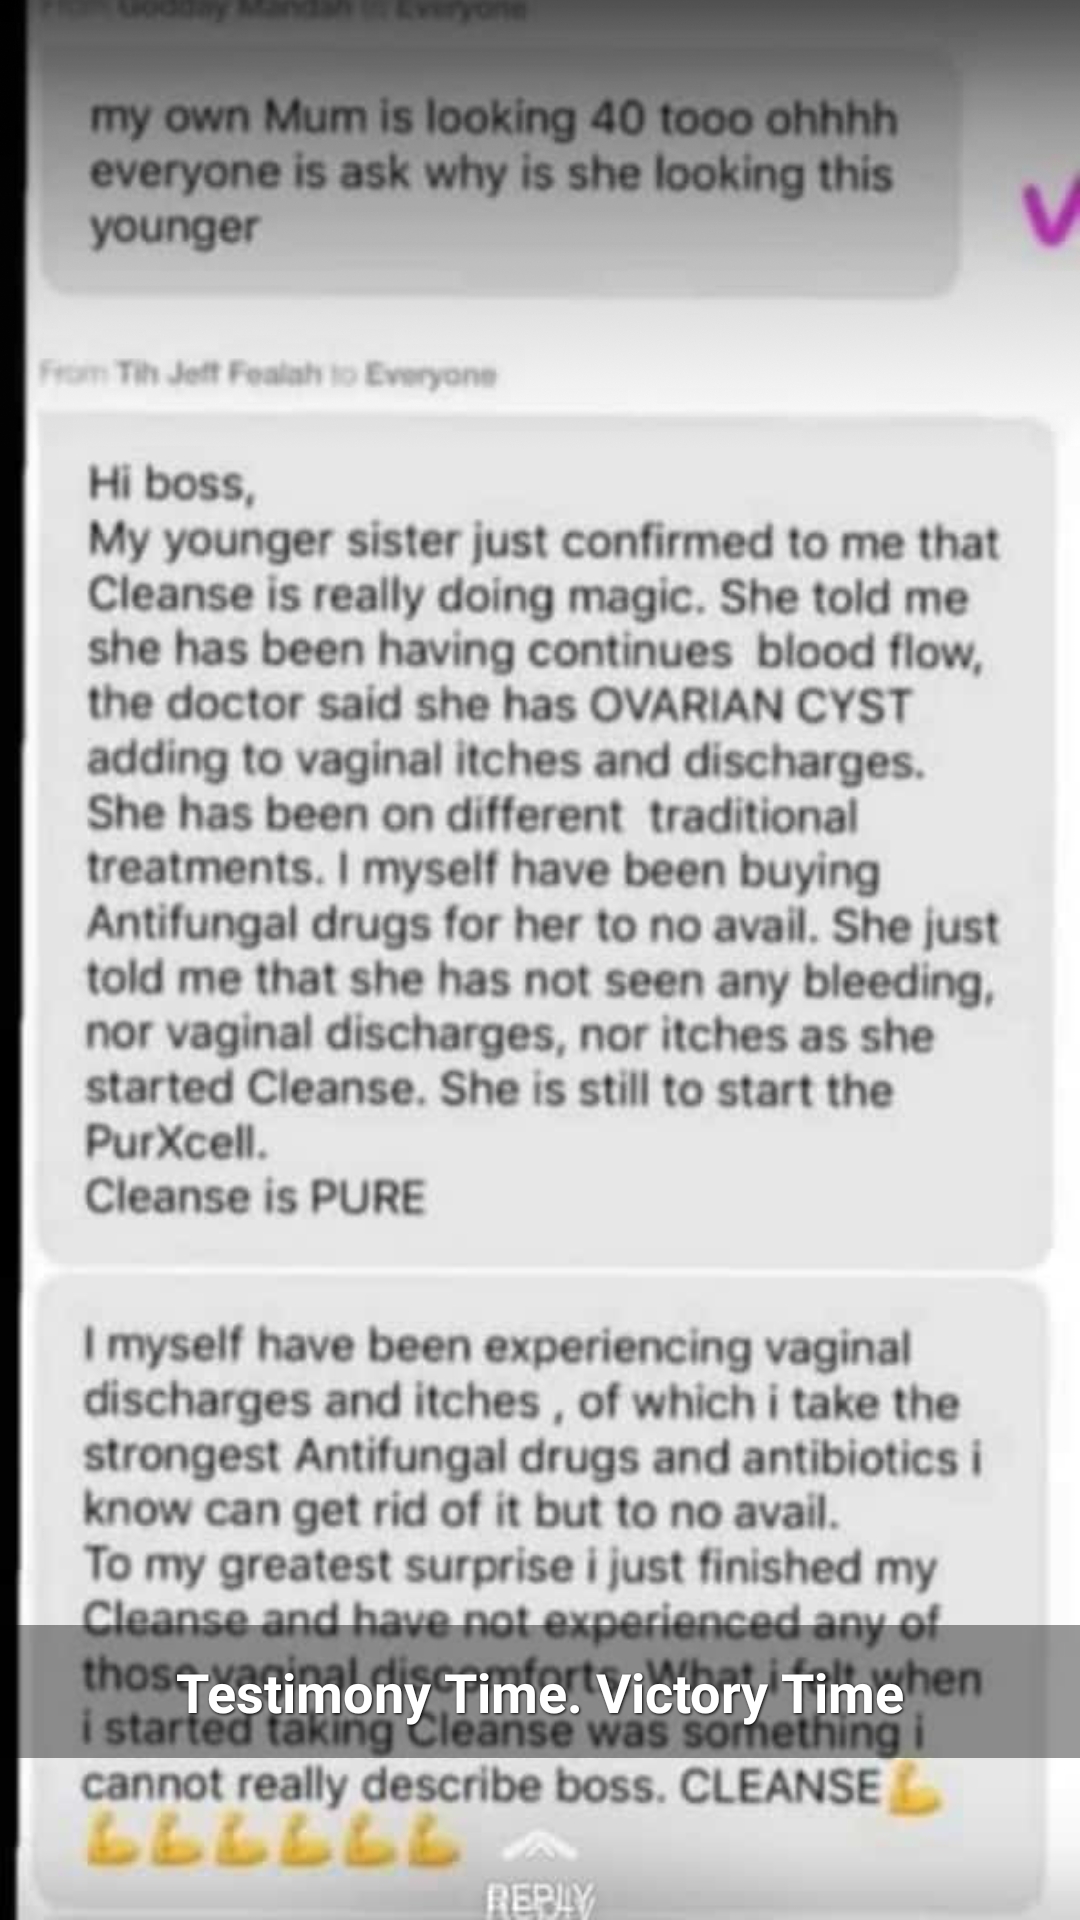 From Godday Mandah to Everyone
my own Mum is looking 40 tooo ohhhh
everyone is ask why is she looking this
younger
From Tih Jeff Fealah to Everyone
Hi boss,
My younger sister just confirmed to me that
Cleanse is really doing magic. She told me
she has been having continues blood flow,
the doctor said she has OVARIAN CYST
adding to vaginal itches and discharges.
She has been on different traditional
treatments. I myself have been buying
Antifungal drugs for her to no avail. She just
told me that she has not seen any bleeding,
nor vaginal discharges, nor itches as she
started Cleanse. She is still to start the
PurXcell.
Cleanse is PURE
I myself have been experiencing vaginal
discharges and itches , of which i take the
strongest Antifungal drugs and antibiotics i
know can get rid of it but to no avail.
To my greatest surprise i just finished my
Cleanse and have not experienced any of
those vaginal discomforts. What i felt when
Testimony Time. Victory Time
i started taking Cleanse was something i
cannot really describe boss. CLEANSE💪
💪💪💪💪💪💪
REPLY